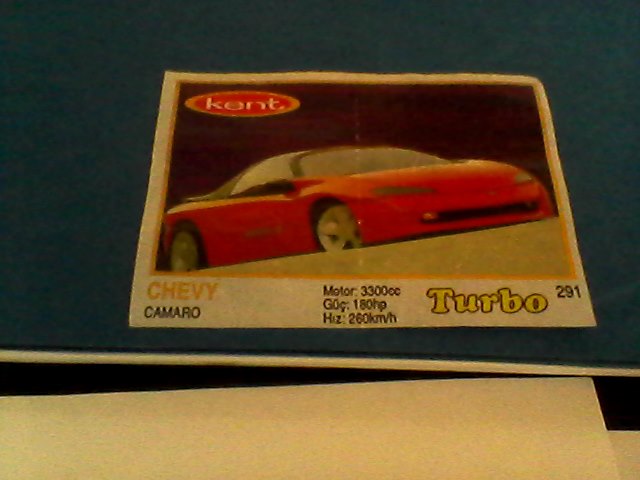 kent.
CHEVY
CAMARO
Motor: 3300cc
Güç: 180hp
Hız: 260km/h
Turbo
291